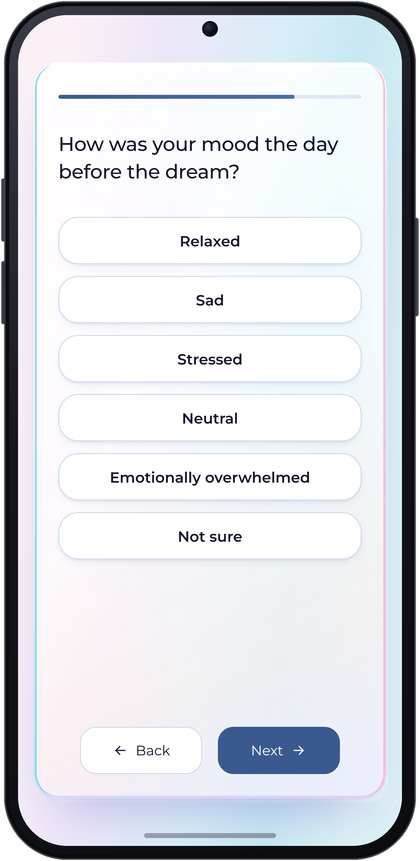 How was your mood the day
before the dream?
Relaxed
Sad
Stressed
Neutral
Emotionally overwhelmed
Not sure
← Back
Next →